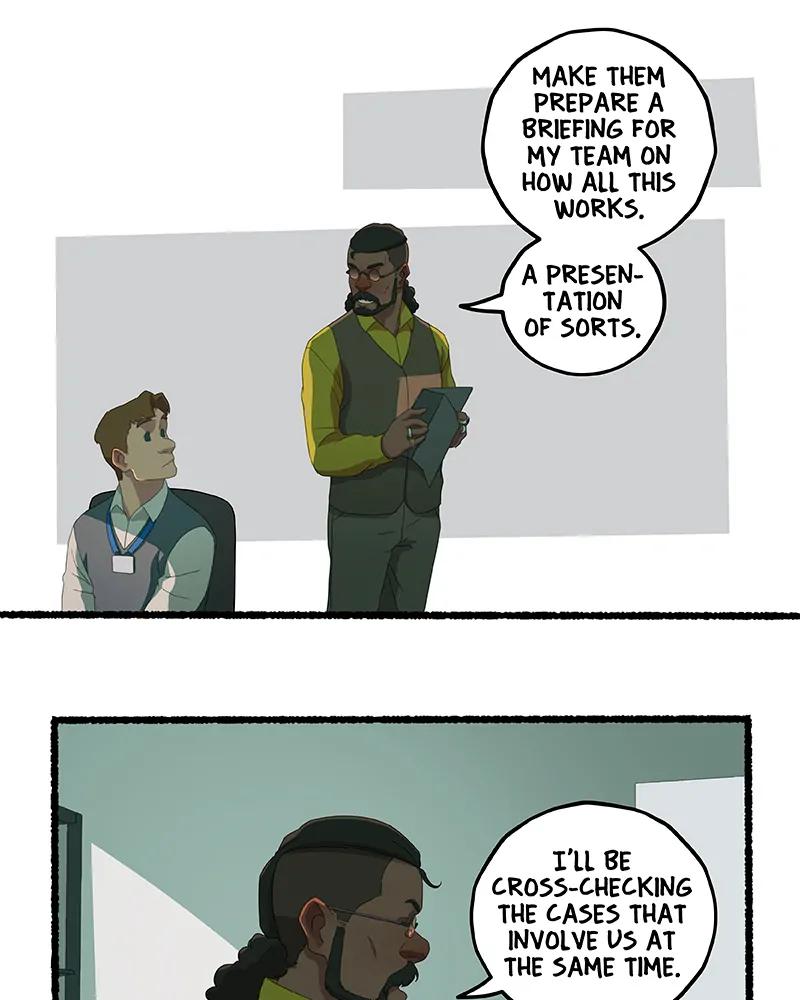 MAKE THEM
PREPARE A
BRIEFING FOR
MY TEAM ON
HOW ALL THIS
WORKS.
A PRESEN-
TATION
OF SORTS.
I'LL BE
CROSS-CHECKING
THE CASES THAT
INVOLVE US AT
THE SAME TIME.